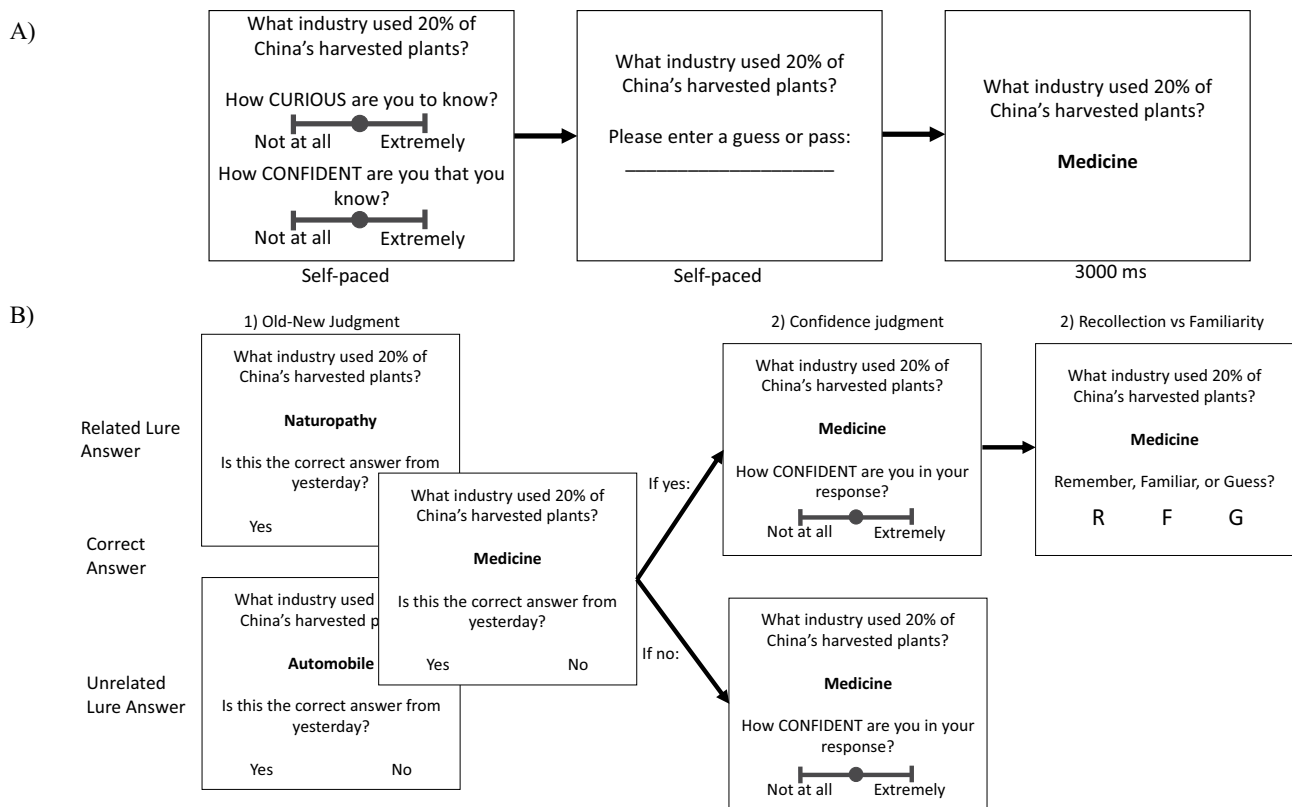 A)
What industry used 20% of
China's harvested plants?
How CURIOUS are you to know?
Not at all
Extremely
How CONFIDENT are you that you
know?
Not at all
Extremely
Self-paced
What industry used 20% of
China's harvested plants?
Please enter a guess or pass:
Self-paced
What industry used 20% of
China's harvested plants?
Medicine
3000 ms
B)
1) Old-New Judgment
2) Confidence judgment
2) Recollection vs Familiarity
Related Lure
Answer
What industry used 20% of
China's harvested plants?
Naturopathy
Is this the correct answer from
yesterday?
Yes
Correct
Answer
What industry used 20% of
China's harvested plants?
Medicine
Is this the correct answer from
yesterday?
Yes
No
Unrelated
Lure Answer
What industry used
China's harvested p
Automobile
Is this the correct answer from
yesterday?
Yes
No
If yes:
What industry used 20% of
China's harvested plants?
Medicine
How CONFIDENT are you in your
response?
Not at all
Extremely
What industry used 20% of
China's harvested plants?
Medicine
Remember, Familiar, or Guess?
R
F
G
If no:
What industry used 20% of
China's harvested plants?
Medicine
How CONFIDENT are you in your
response?
Not at all
Extremely